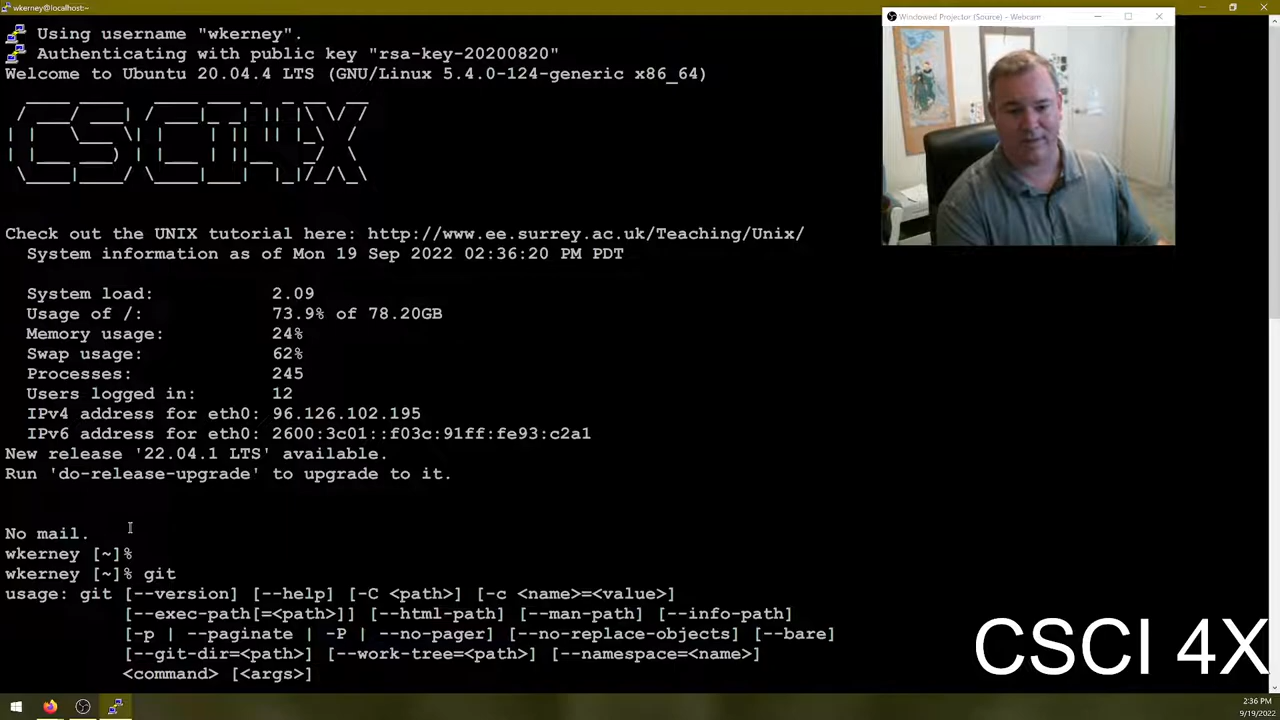 wkerney@localhost:~
Windowed Projector (Source) - Webcam
Using username "wkerney".
Authenticating with public key "rsa-key-20200820"
Welcome to Ubuntu 20.04.4 LTS (GNU/Linux 5.4.0-124-generic x86_64)
CSCI4X
Check out the UNIX tutorial here: http://www.ee.surrey.ac.uk/Teaching/Unix/
System information as of Mon 19 Sep 2022 02:36:20 PM PDT
System load: 2.09
Usage of /: 73.9% of 78.20GB
Memory usage: 24%
Swap usage: 62%
Processes: 245
Users logged in: 12
IPv4 address for eth0: 96.126.102.195
IPv6 address for eth0: 2600:3c01::f03c:91ff:fe93:c2a1
New release '22.04.1 LTS' available.
Run 'do-release-upgrade' to upgrade to it.
No mail.
wkerney [~]%
wkerney [~]% git
usage: git [--version] [--help] [-C <path>] [-c <name>=<value>]
[--exec-path[=<path>]] [--html-path] [--man-path] [--info-path]
[-p | --paginate | -P | --no-pager] [--no-replace-objects] [--bare]
[--git-dir=<path>] [--work-tree=<path>] [--namespace=<name>]
<command> [<args>]
CSCI 4X
2:36 PM
9/19/2022